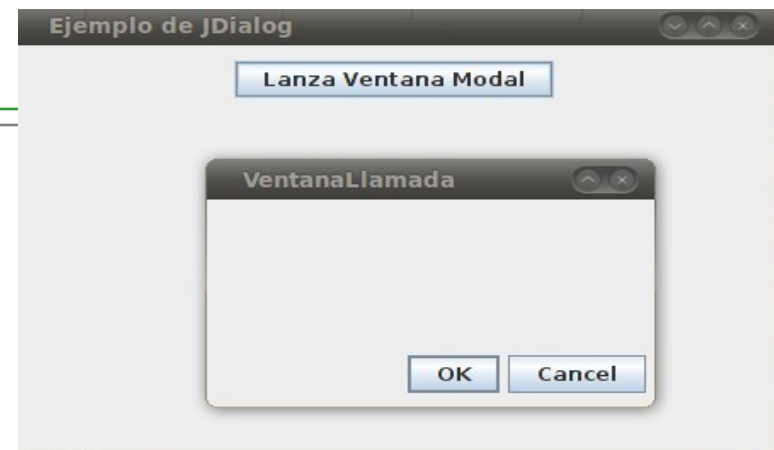 Ejemplo de JDialog
Lanza Ventana Modal
VentanaLlamada
OK
Cancel